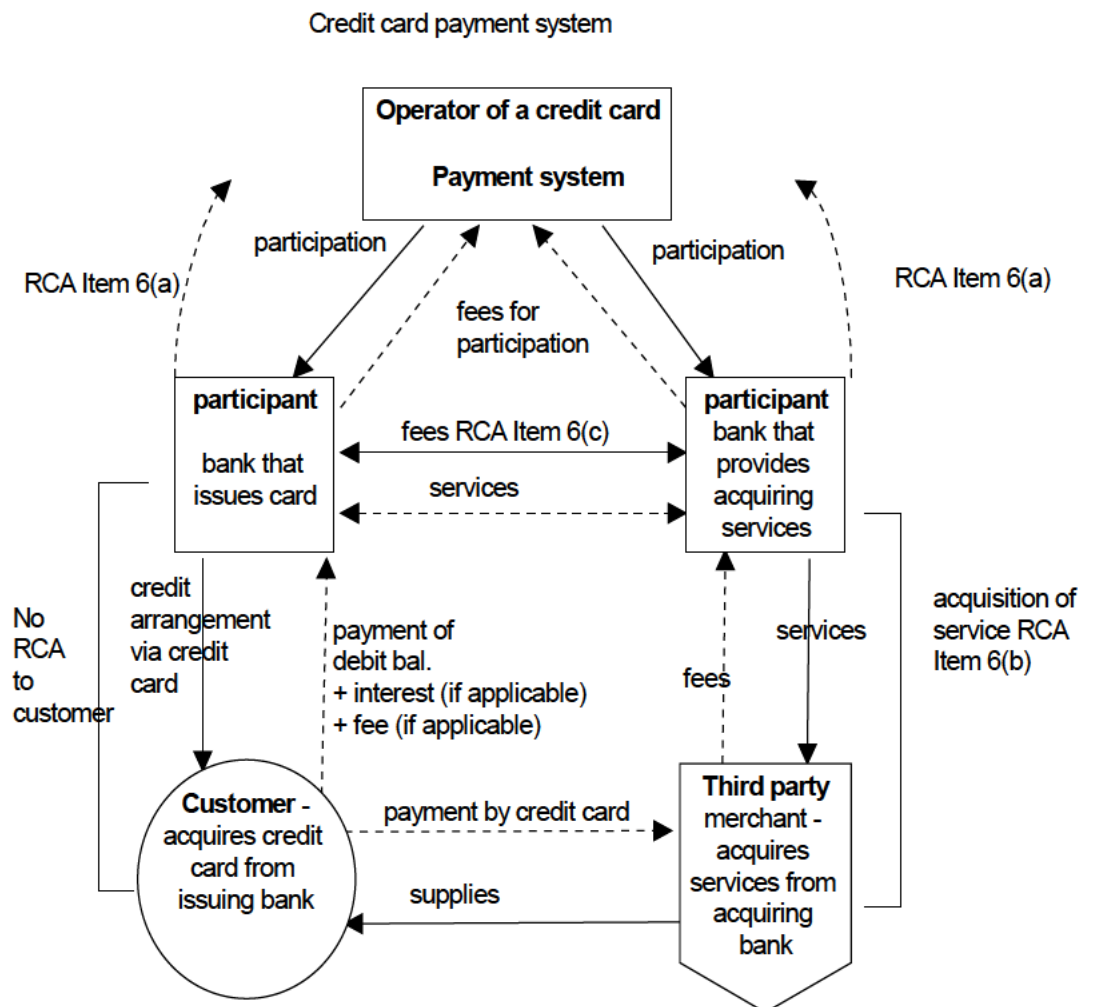 Credit card payment system
Operator of a credit card
Payment system
participation
participation
RCA Item 6(a)
RCA Item 6(a)
fees for
participation
participant
bank that
issues card
participant
bank that
provides
acquiring
services
fees RCA Item 6(c)
services
No
RCA
to
customer
credit
arrangement
via credit
card
payment of
debit bal.
+ interest (if applicable)
+ fee (if applicable)
fees
services
acquisition of
service RCA
Item 6(b)
Customer -
acquires credit
card from
issuing bank
payment by credit card
supplies
Third party
merchant -
acquires
services from
acquiring
bank